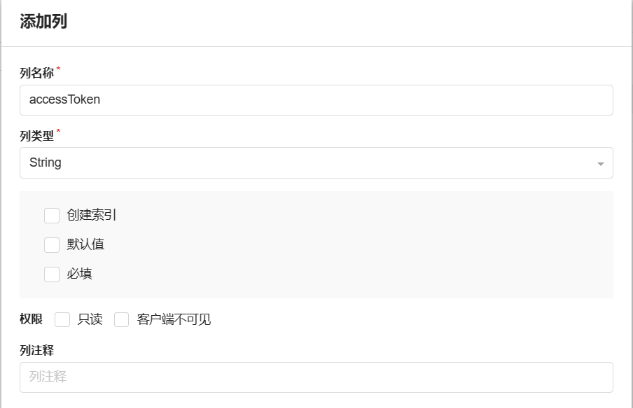 添加列
列名称*
accessToken
列类型*
String
创建索引
默认值
必填
权限 只读 客户端不可见
列注释
列注释